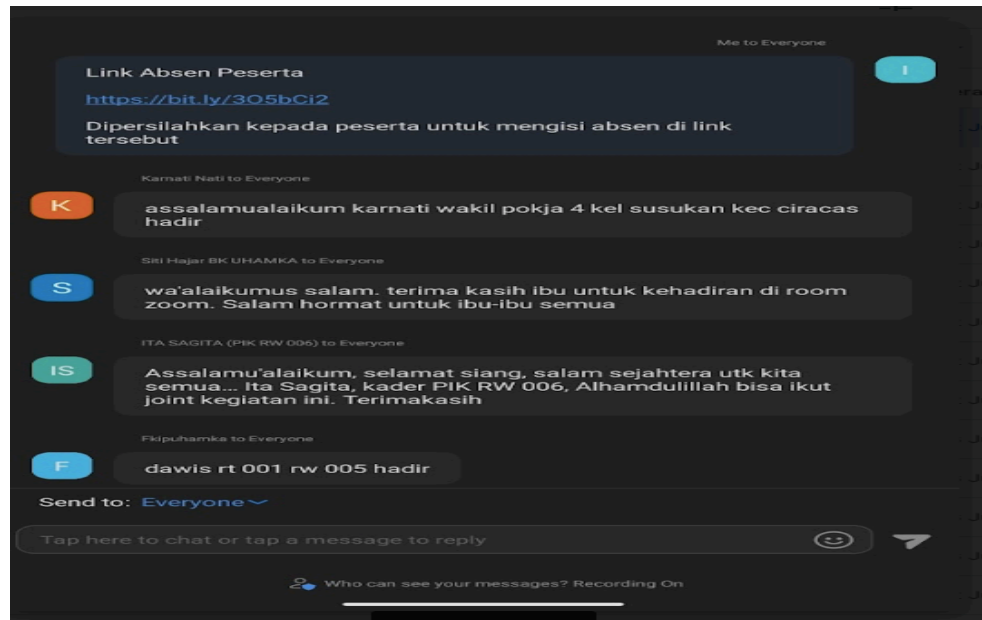 Me to Everyone
I
Link Absen Peserta
https://bit.ly/3O5bCi2
Dipersilahkan kepada peserta untuk mengisi absen di link
tersebut
Karnati Nati to Everyone
K
assalamualaikum karnati wakil pokja 4 kel susukan kec ciracas
hadir
Siti Hajar BK UHAMKA to Everyone
S
wa'alaikumus salam. terima kasih ibu untuk kehadiran di room
zoom. Salam hormat untuk ibu-ibu semua
ITA SAGITA (PIK RW 006) to Everyone
IS
Assalamu'alaikum, selamat siang, salam sejahtera utk kita
semua... Ita Sagita, kader PIK RW 006, Alhamdulillah bisa ikut
joint kegiatan ini. Terimakasih
Fkipuhamka to Everyone
F
dawis rt 001 rw 005 hadir
Send to: Everyone
Tap here to chat or tap a message to reply
Who can see your messages? Recording On